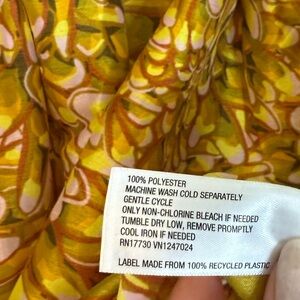 100% POLYESTER
MACHINE WASH COLD SEPARATELY
GENTLE CYCLE
ONLY NON-CHLORINE BLEACH IF NEEDED
TUMBLE DRY LOW, REMOVE PROMPTLY
COOL IRON IF NEEDED
RN17730 VN1247024
LABEL MADE FROM 100% RECYCLED PLASTIC